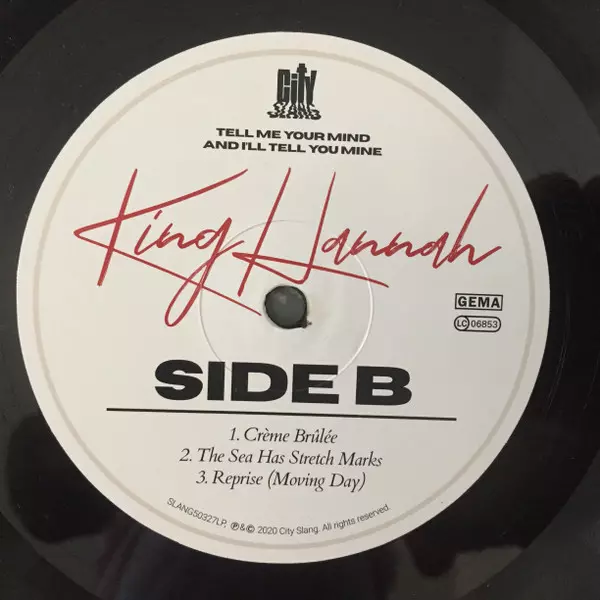 City
SLANG
TELL ME YOUR MIND
AND I'LL TELL YOU MINE
King Hannah
GEMA
LC 06853
SIDE B
1. Crème Brûlée
2. The Sea Has Stretch Marks
3. Reprise (Moving Day)
SLANG50327LP. ℗&© 2020 City Slang. All rights reserved.